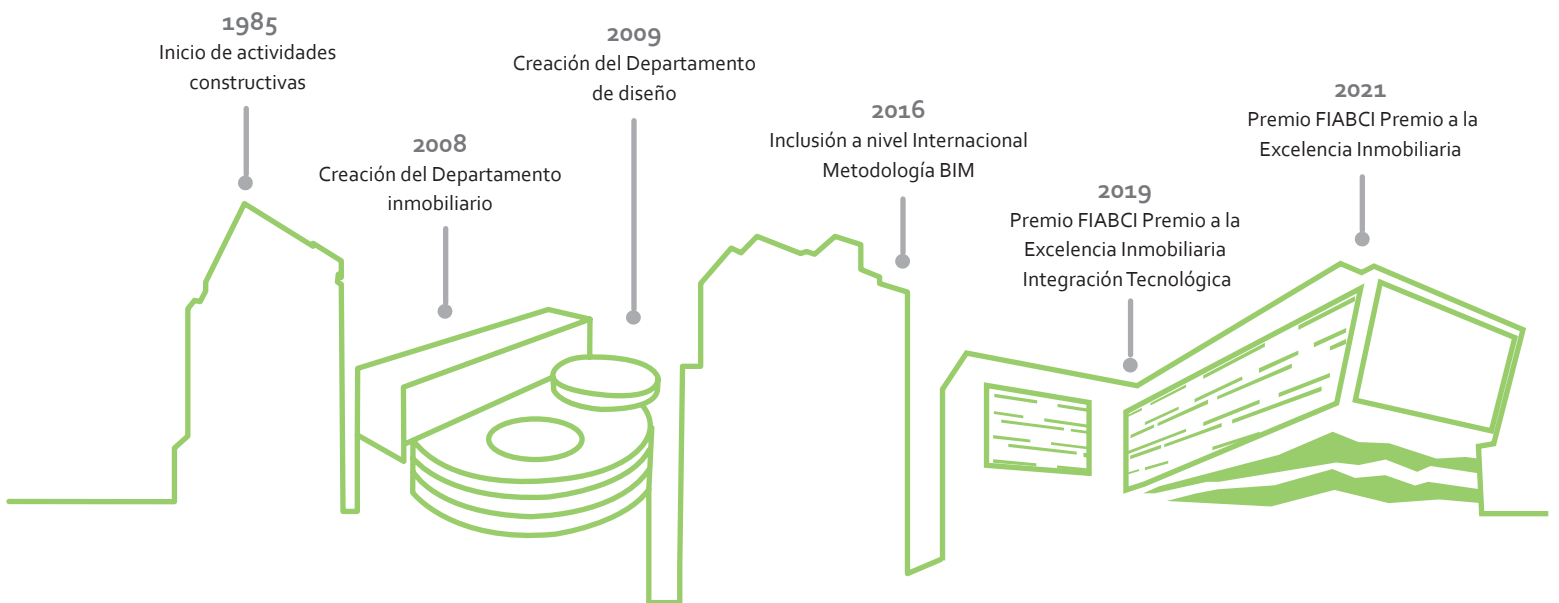 1985
Inicio de actividades
constructivas
2008
Creación del Departamento
inmobiliario
2009
Creación del Departamento
de diseño
2016
Inclusión a nivel Internacional
Metodología BIM
2019
Premio FIABCI Premio a la
Excelencia Inmobiliaria
Integración Tecnológica
2021
Premio FIABCI Premio a la
Excelencia Inmobiliaria